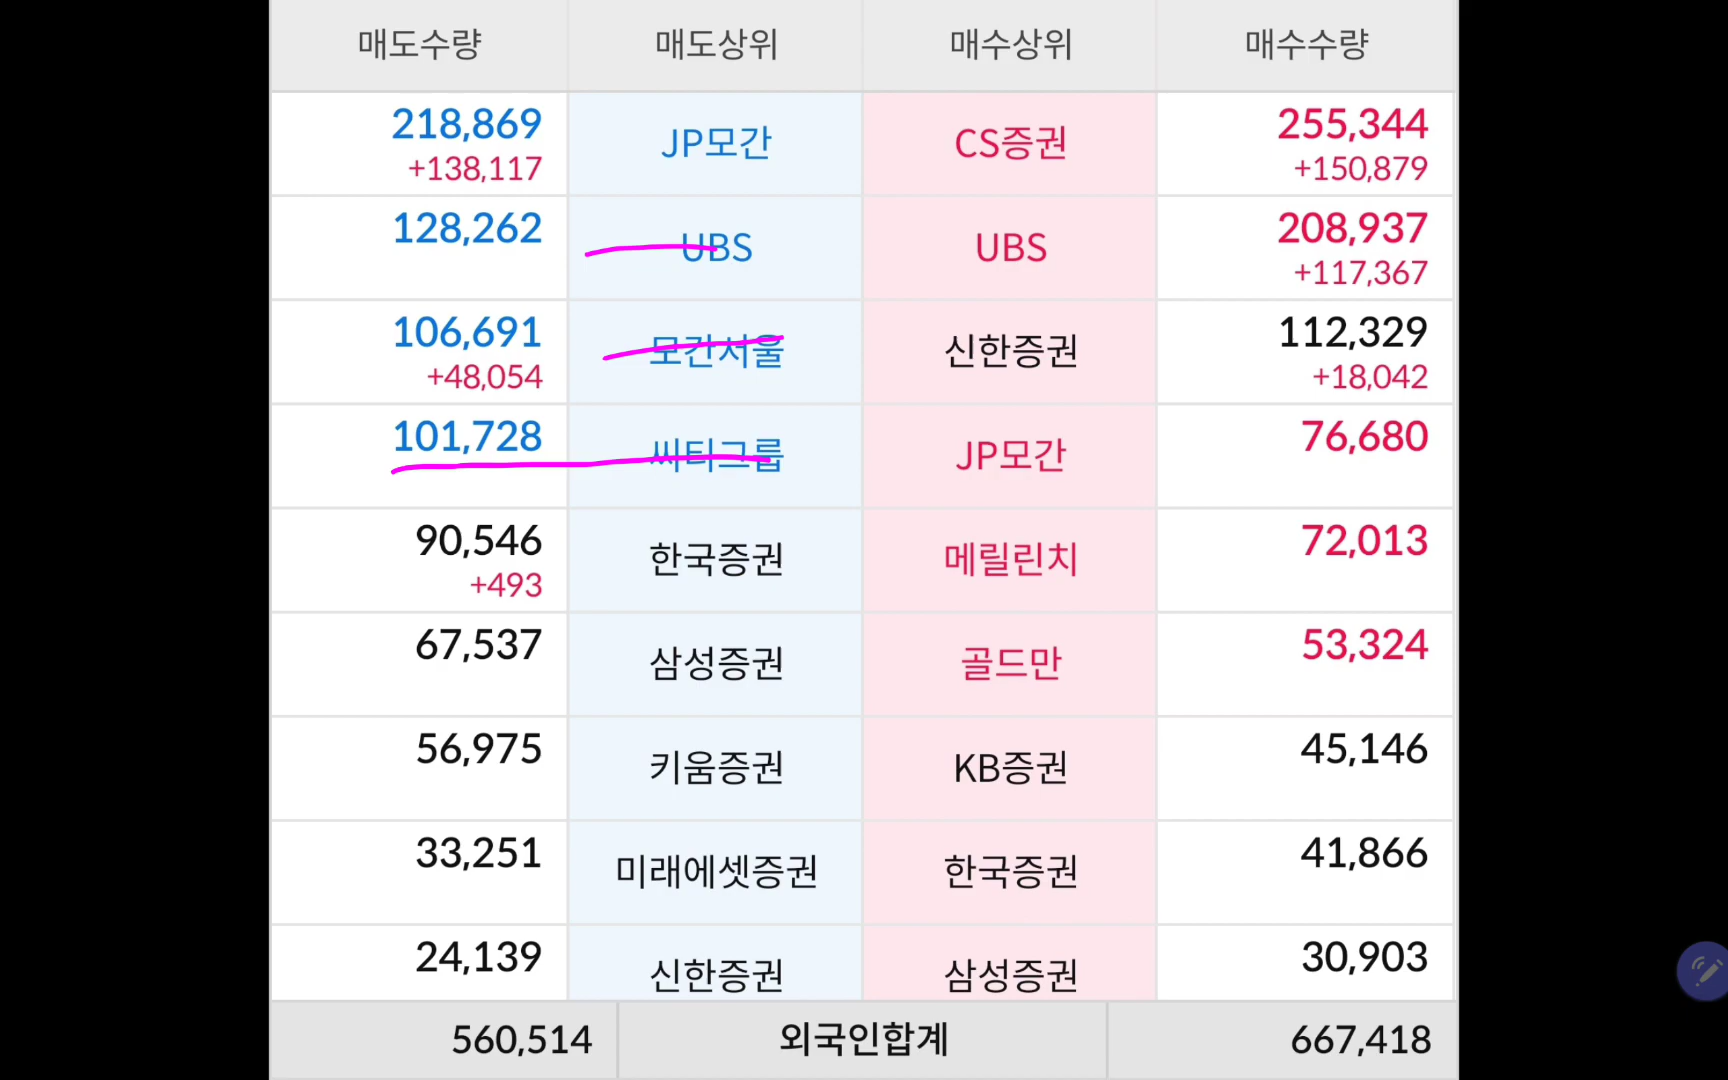 매도수량 매도상위 매수상위 매수수량
218,869 JP모간 CS증권 255,344
+138,117 +150,879
128,262 UBS UBS 208,937
+117,367
106,691 모간서울 신한증권 112,329
+48,054 +18,042
101,728 씨티그룹 JP모간 76,680
90,546 한국증권 메릴린치 72,013
+493
67,537 삼성증권 골드만 53,324
56,975 키움증권 KB증권 45,146
33,251 미래에셋증권 한국증권 41,866
24,139 신한증권 삼성증권 30,903
560,514 외국인합계 667,418